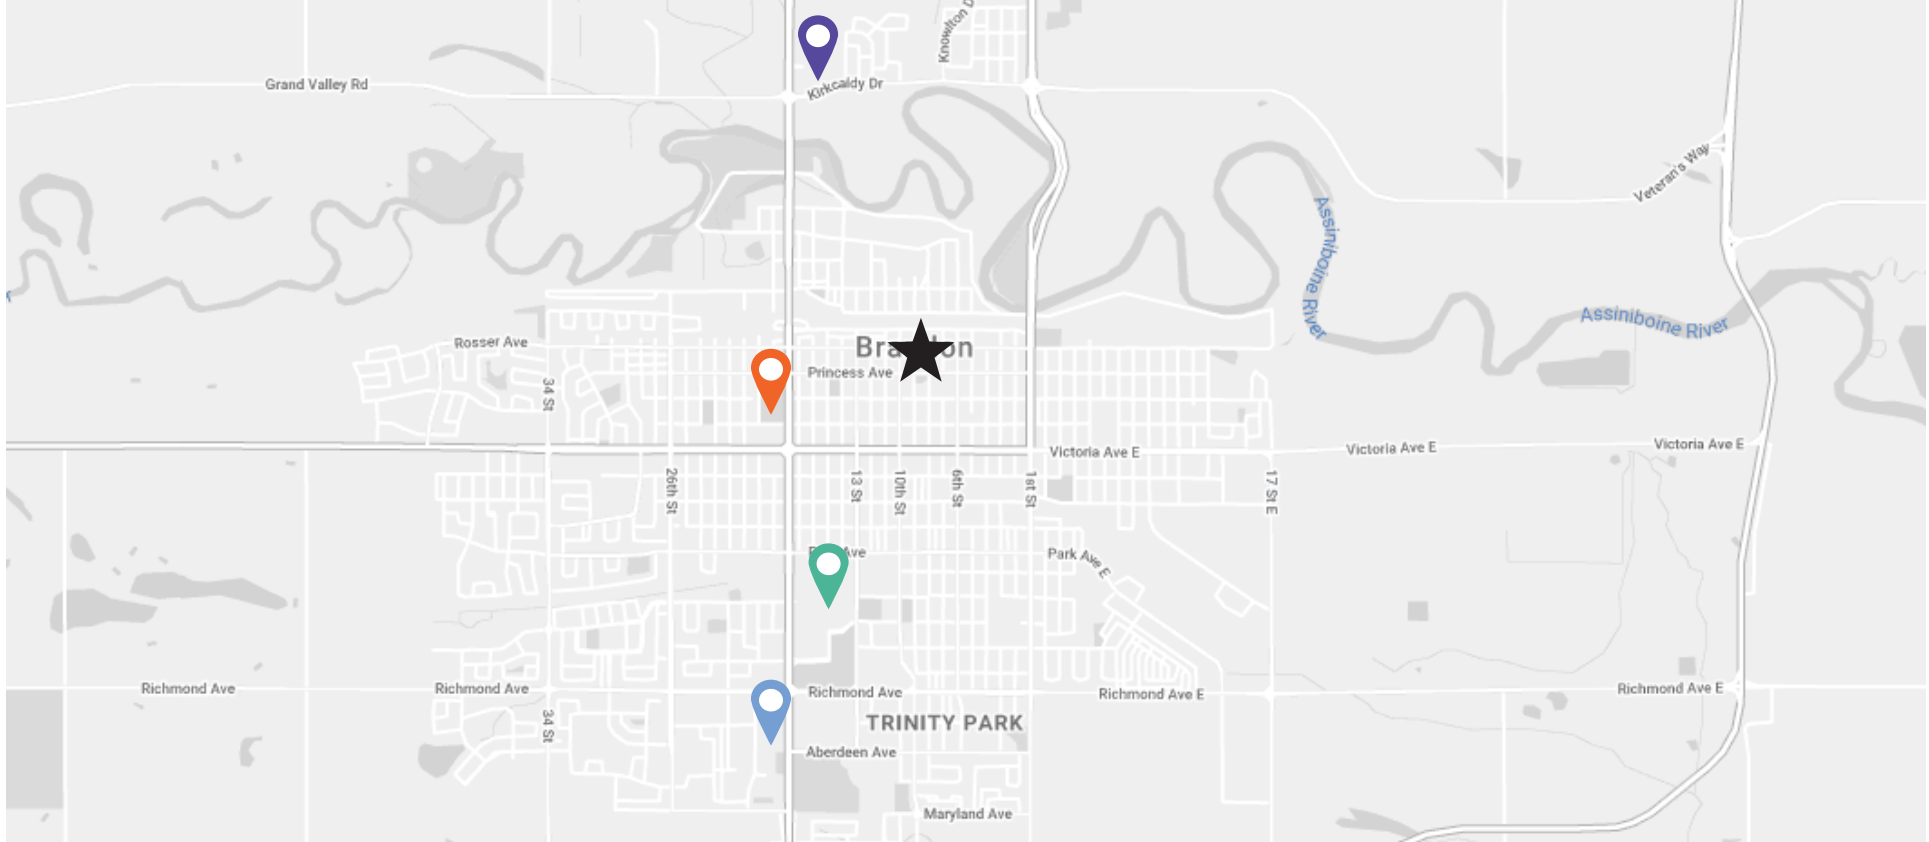 Knowlton D
Grand Valley Rd
Kirkcaldy Dr
Veteran's Way
Assiniboine
River
Assiniboine River
Rosser Ave
Princess Ave
34 St
Victoria Ave E
Victoria Ave E
Victoria Ave E
26th St
13 St
10th St
6th St
1st St
17 St E
Ave
Park Ave E
Richmond Ave
Richmond Ave
Richmond Ave
Richmond Ave E
Richmond Ave E
34 St
TRINITY PARK
Aberdeen Ave
Maryland Ave